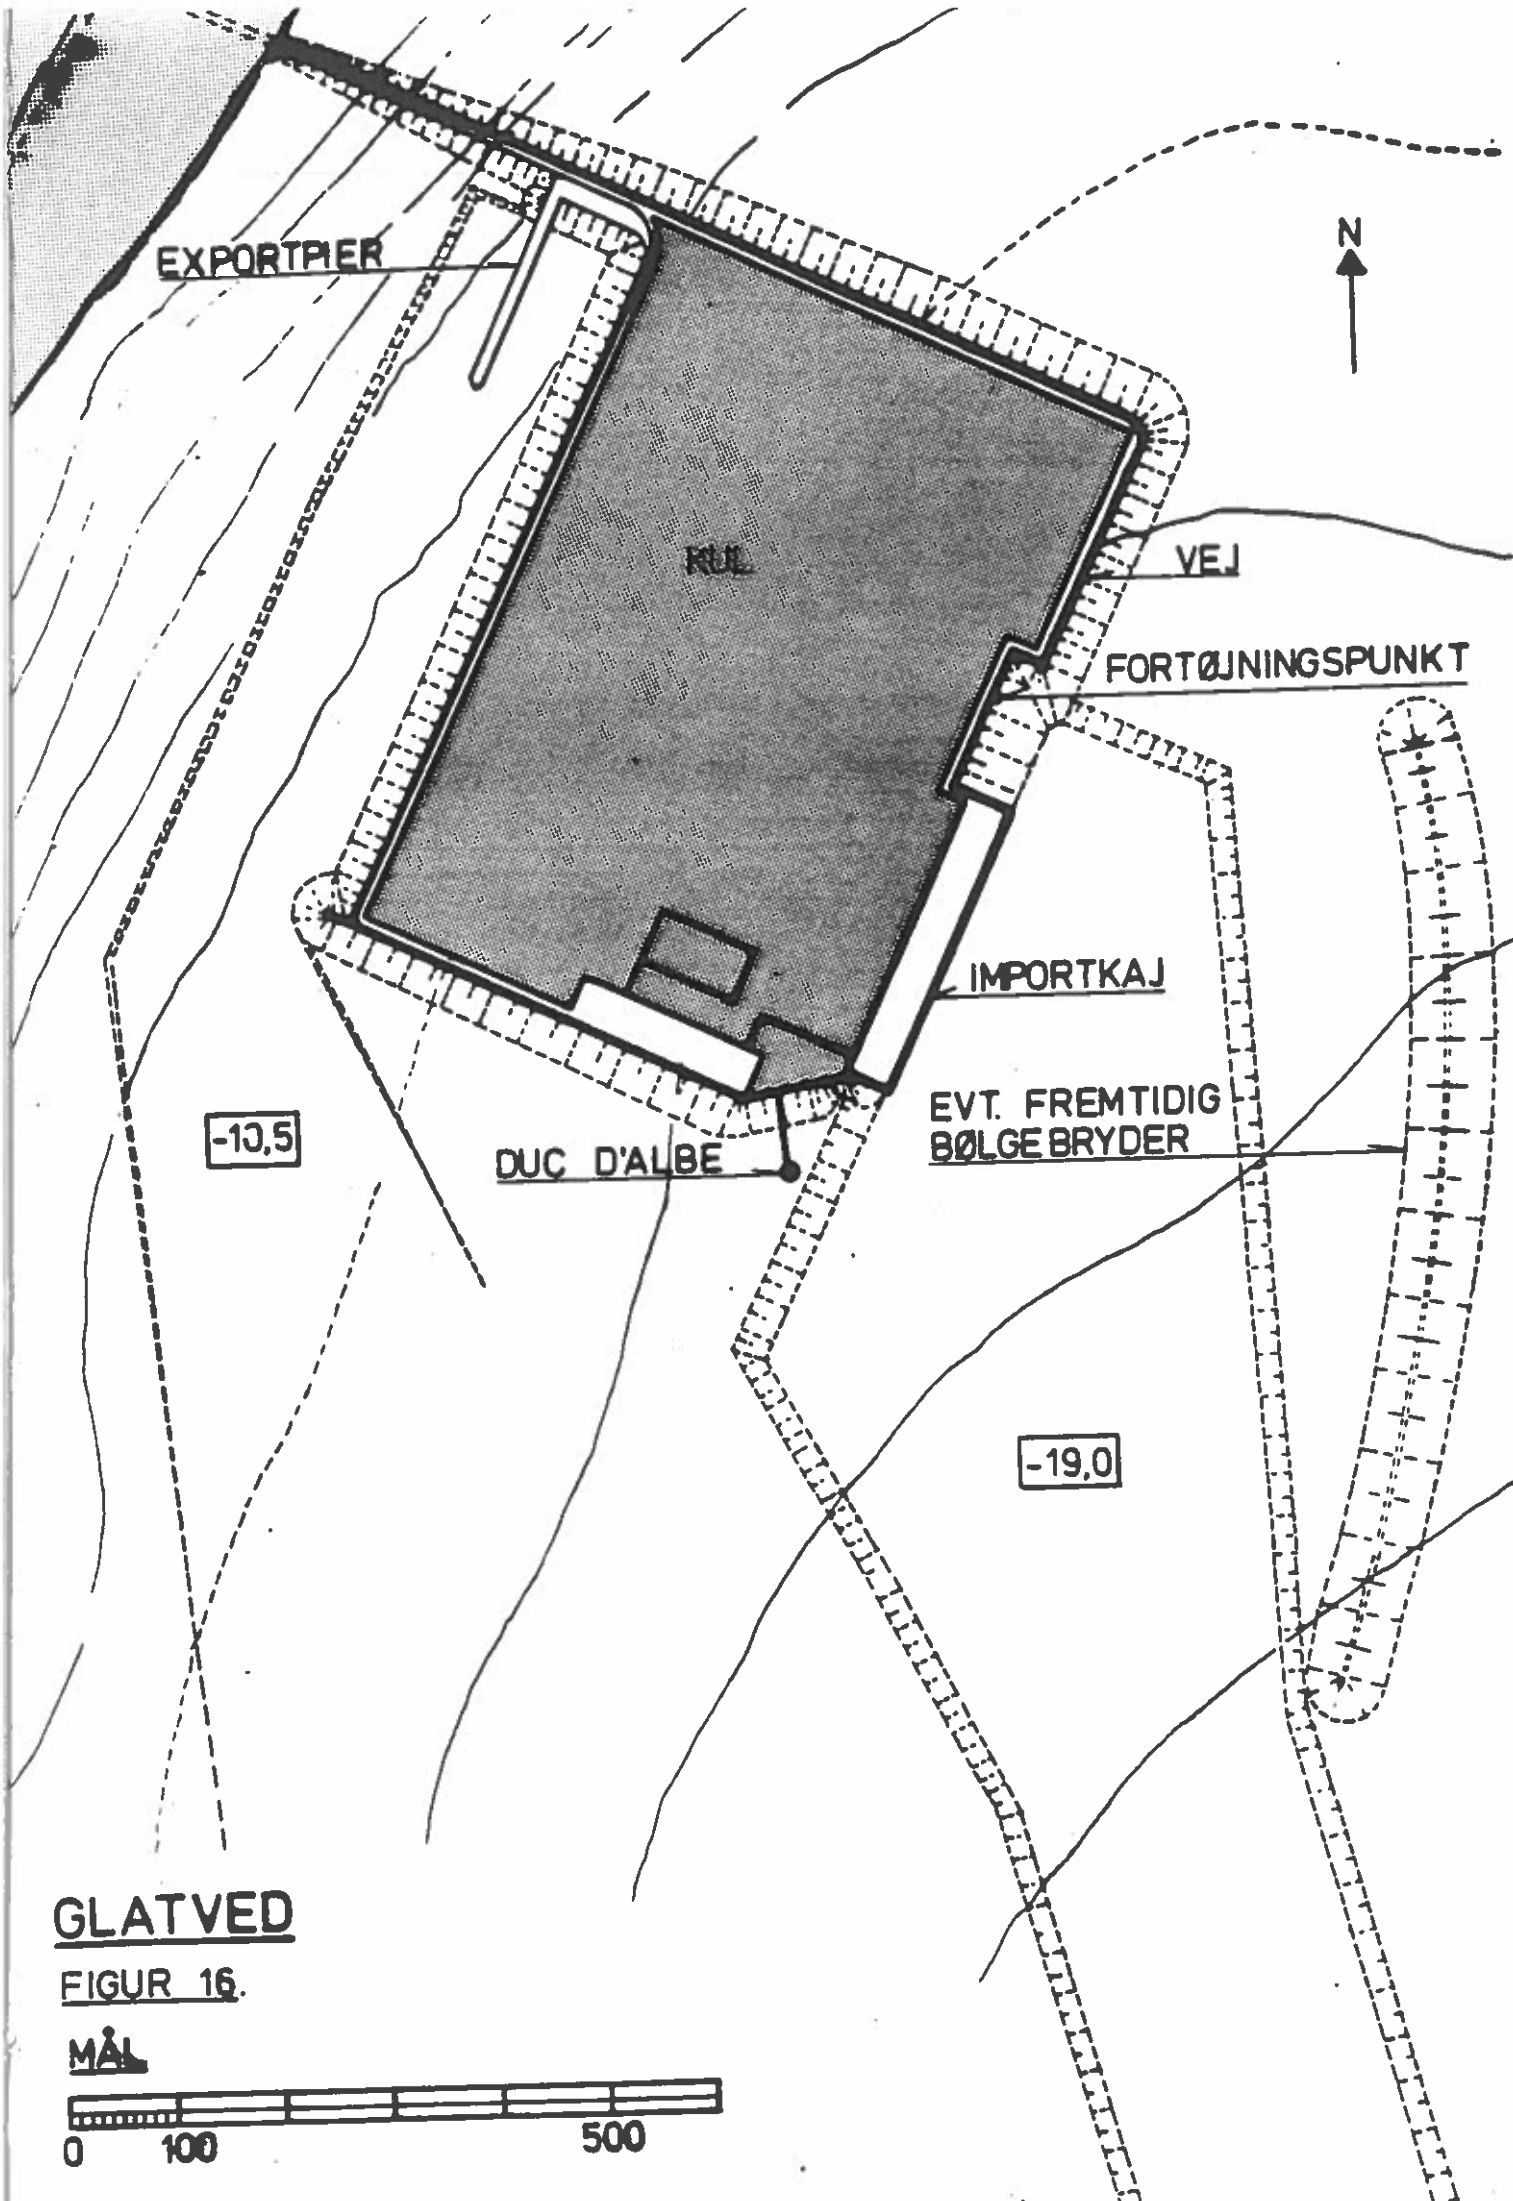 N
EXPORTPIER
KUL
VEJ
FORTØJNINGSPUNKT
IMPORTKAJ
EVT. FREMTIDIG
BØLGEBRYDER
-10,5
DUC D'ALBE
-19,0
GLATVED
FIGUR 16.
MÅL
0 100 500